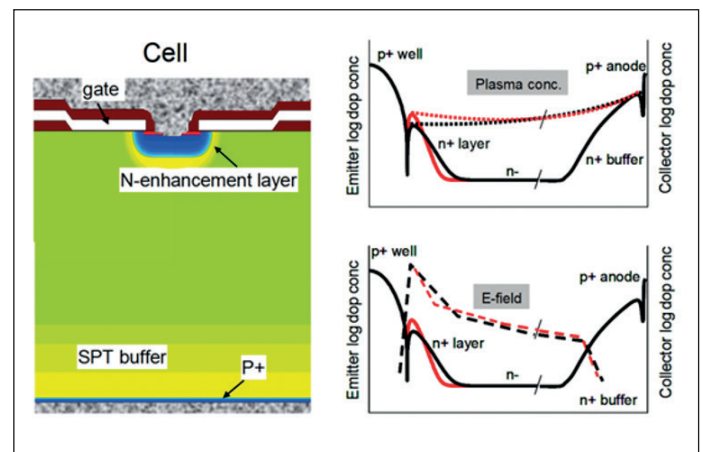 Cell
gate
N-enhancement layer
SPT buffer
P+
p+ well
Plasma conc.
p+ anode
n+ layer
n-
n+ buffer
Emitter log dop conc
Collector log dop conc
p+ well
E-field
p+ anode
n+ layer
n-
n+ buffer
Emitter log dop conc
Collector log dop conc